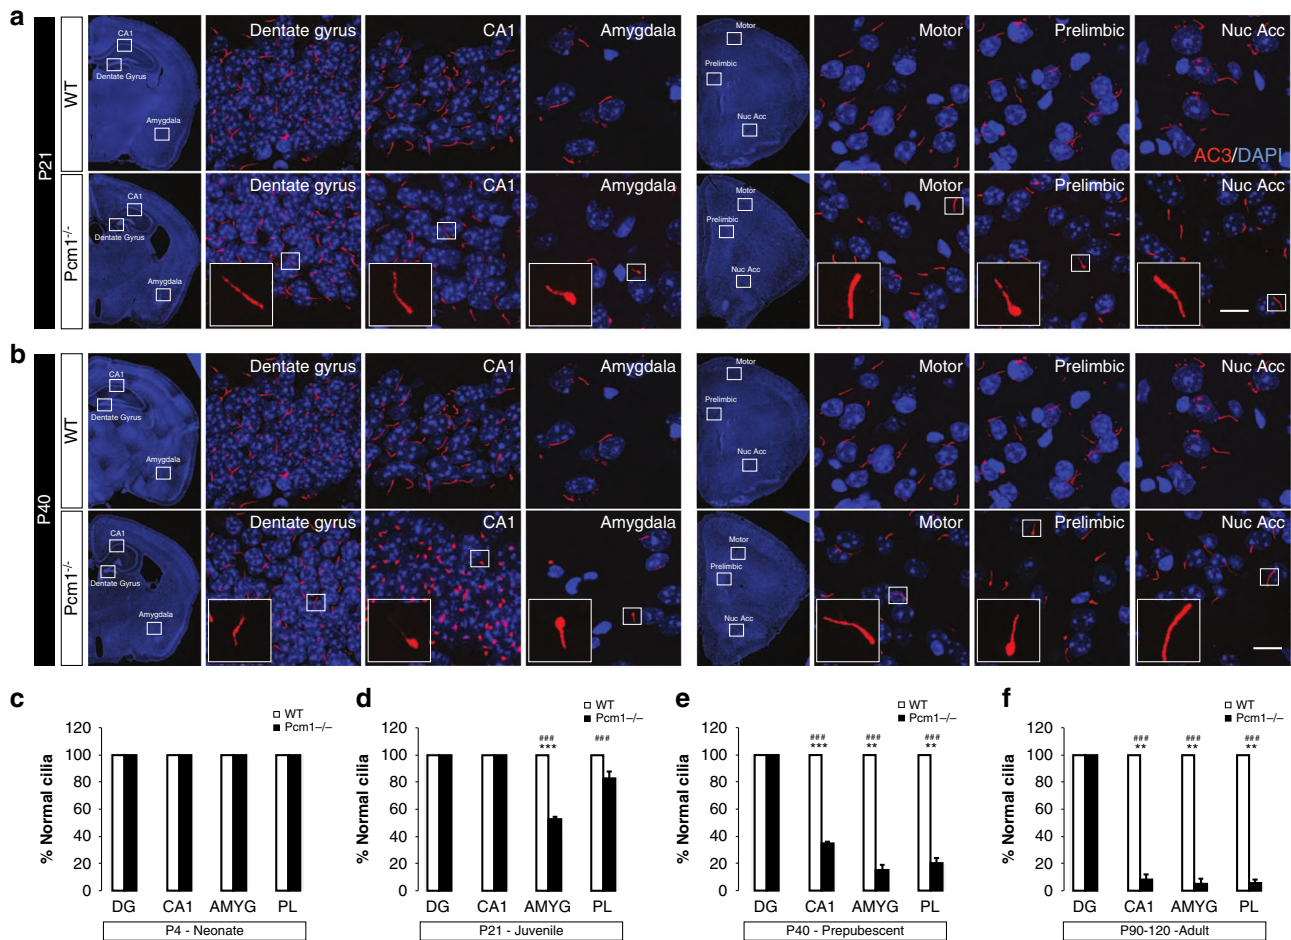 a
P21
WT
CA1
Dentate Gyrus
Amygdala
Dentate gyrus
CA1
Amygdala
Motor
Prelimbic
Nuc Acc
Motor
Prelimbic
Nuc Acc
AC3/DAPI
Pcm1-/-
CA1
Dentate Gyrus
Amygdala
Dentate gyrus
CA1
Amygdala
Motor
Prelimbic
Nuc Acc
Motor
Prelimbic
Nuc Acc
b
P40
WT
CA1
Dentate Gyrus
Amygdala
Dentate gyrus
CA1
Amygdala
Motor
Prelimbic
Nuc Acc
Motor
Prelimbic
Nuc Acc
Pcm1-/-
CA1
Dentate Gyrus
Amygdala
Dentate gyrus
CA1
Amygdala
Motor
Prelimbic
Nuc Acc
Motor
Prelimbic
Nuc Acc
c
WT
Pcm1–/–
% Normal cilia
120
100
80
60
40
20
0
DG CA1 AMYG PL
P4 - Neonate
d
WT
Pcm1–/–
% Normal cilia
120
100
80
60
40
20
0
### ###
***
DG CA1 AMYG PL
P21 - Juvenile
e
WT
Pcm1–/–
% Normal cilia
120
100
80
60
40
20
0
### ### ###
*** ** **
DG CA1 AMYG PL
P40 - Prepubescent
f
WT
Pcm1–/–
% Normal cilia
120
100
80
60
40
20
0
### ### ###
** ** **
DG CA1 AMYG PL
P90-120 -Adult